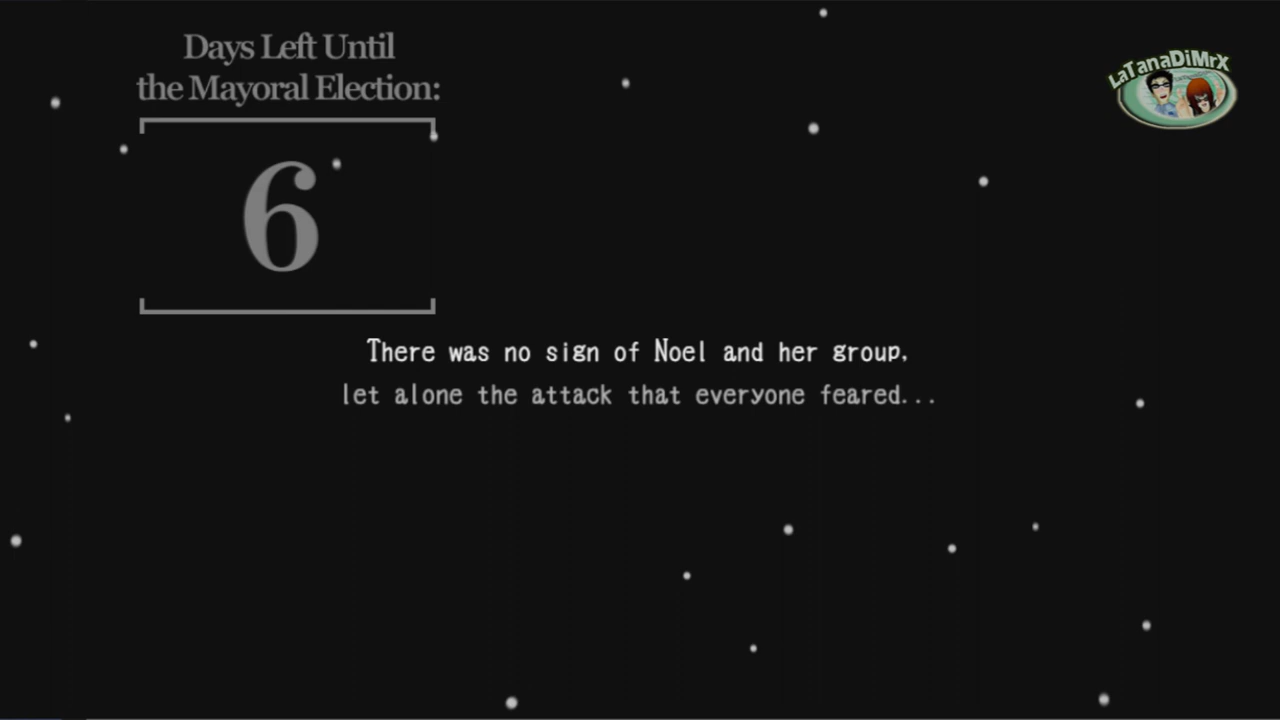 Days Left Until
the Mayoral Election:
LaTanaDiMrX
6
There was no sign of Noel and her group,
let alone the attack that everyone feared...